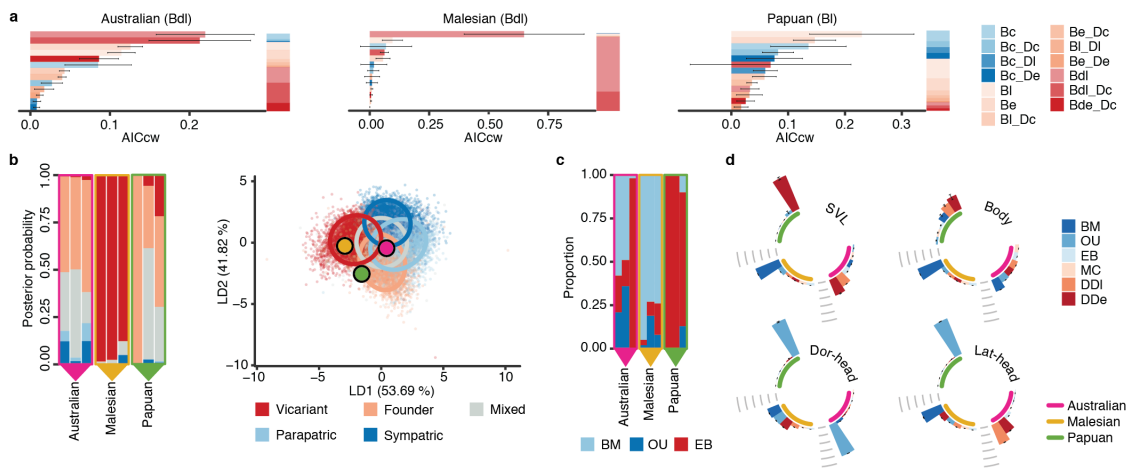 a
Australian (Bdl)
Malesian (Bdl)
Papuan (Bl)
0.0
0.1
0.2
AICcw
0.00
0.25
0.50
0.75
AICcw
0.0
0.1
0.2
0.3
AICcw
Bc
Bc_Dc
Bc_Dl
Bc_De
Bl
Be
Bl_Dc
Be_Dc
Bl_Dl
Be_De
Bdl
Bdl_Dc
Bde_Dc
b
Posterior probability
1.00
0.75
0.50
0.25
0.00
Australian
Malesian
Papuan
LD2 (41.82 %)
5
0
−5
−10
−10
−5
0
5
10
LD1 (53.69 %)
Vicariant
Founder
Mixed
Parapatric
Sympatric
c
Proportion
1.00
0.75
0.50
0.25
0.00
Australian
Malesian
Papuan
BM
OU
EB
d
SVL
Body
Dor-head
Lat-head
BM
OU
EB
MC
DDl
DDe
Australian
Malesian
Papuan